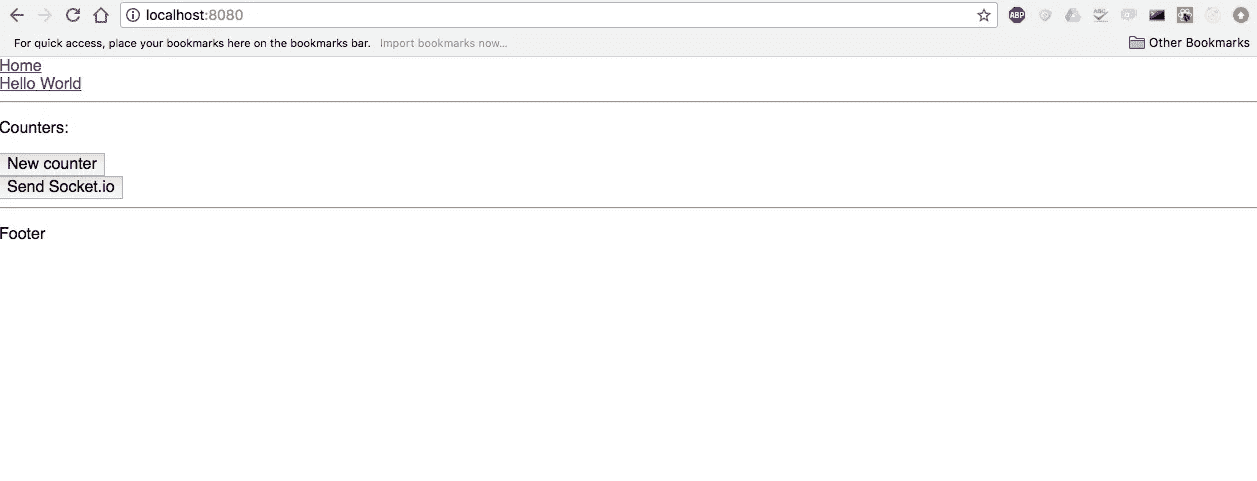 localhost:8080
ABP
ABC
For quick access, place your bookmarks here on the bookmarks bar. Import bookmarks now...
Other Bookmarks
Home
Hello World
Counters:
New counter
Send Socket.io
Footer